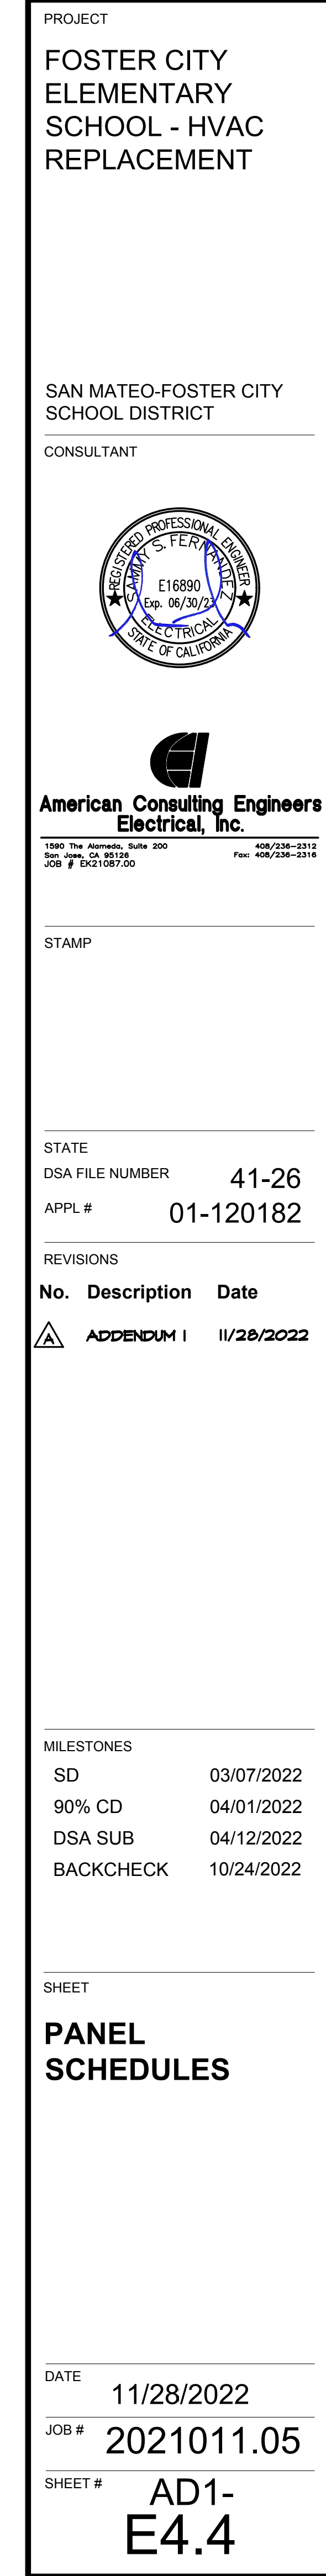 PROJECT
FOSTER CITY
ELEMENTARY
SCHOOL - HVAC
REPLACEMENT
SAN MATEO-FOSTER CITY
SCHOOL DISTRICT
CONSULTANT
REGISTERED PROFESSIONAL ENGINEER
SAMMY S. FERNANDEZ
E16890
Exp. 06/30/23
ELECTRICAL
STATE OF CALIFORNIA
American Consulting Engineers
Electrical, Inc.
1590 The Alameda, Suite 200 408/236-2312
San Jose, CA 95126 Fax: 408/236-2316
JOB # EK21087.00
STAMP
STATE
DSA FILE NUMBER 41-26
APPL # 01-120182
REVISIONS
No. Description Date
A ADDENDUM 1 11/28/2022
MILESTONES
SD 03/07/2022
90% CD 04/01/2022
DSA SUB 04/12/2022
BACKCHECK 10/24/2022
SHEET
PANEL
SCHEDULES
DATE
11/28/2022
JOB # 2021011.05
SHEET # AD1-
E4.4